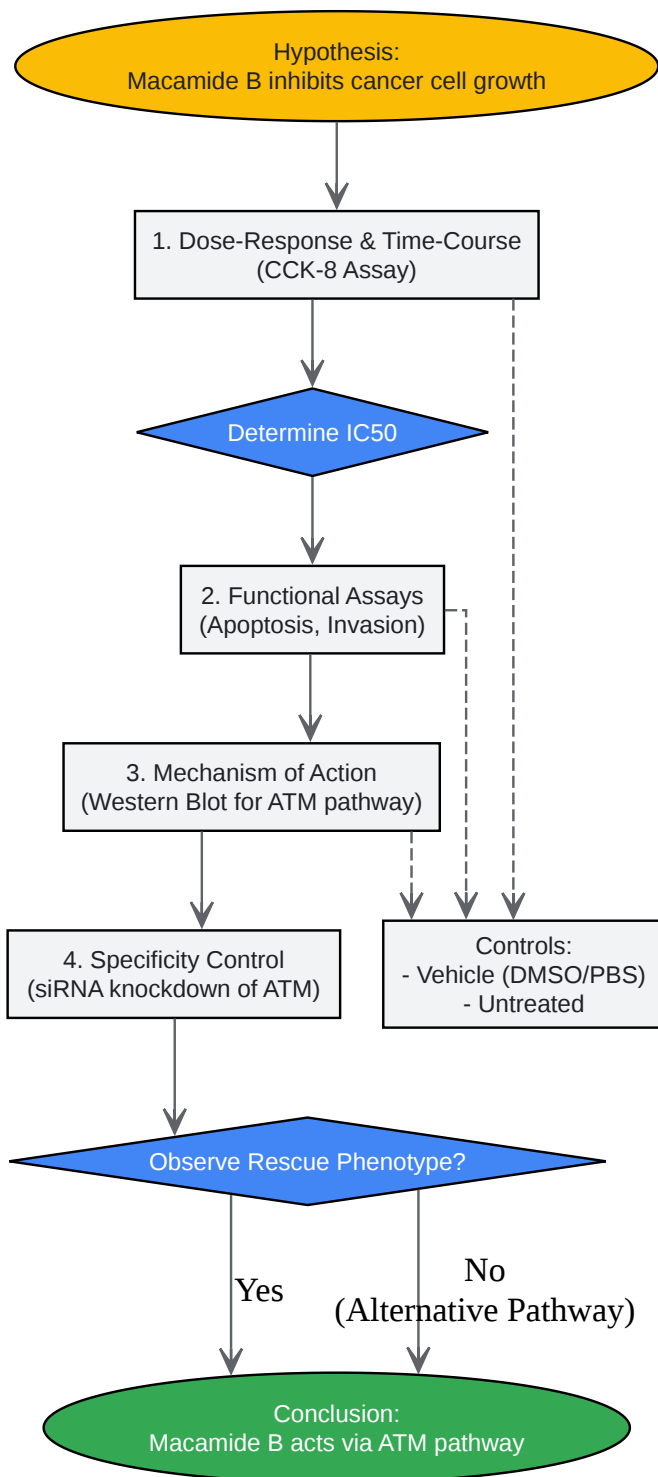 Hypothesis:
Macamide B inhibits cancer cell growth
1. Dose-Response & Time-Course
(CCK-8 Assay)
Determine IC50
2. Functional Assays
(Apoptosis, Invasion)
3. Mechanism of Action
(Western Blot for ATM pathway)
4. Specificity Control
(siRNA knockdown of ATM)
Controls:
- Vehicle (DMSO/PBS)
- Untreated
Observe Rescue Phenotype?
Yes
No
(Alternative Pathway)
Conclusion:
Macamide B acts via ATM pathway